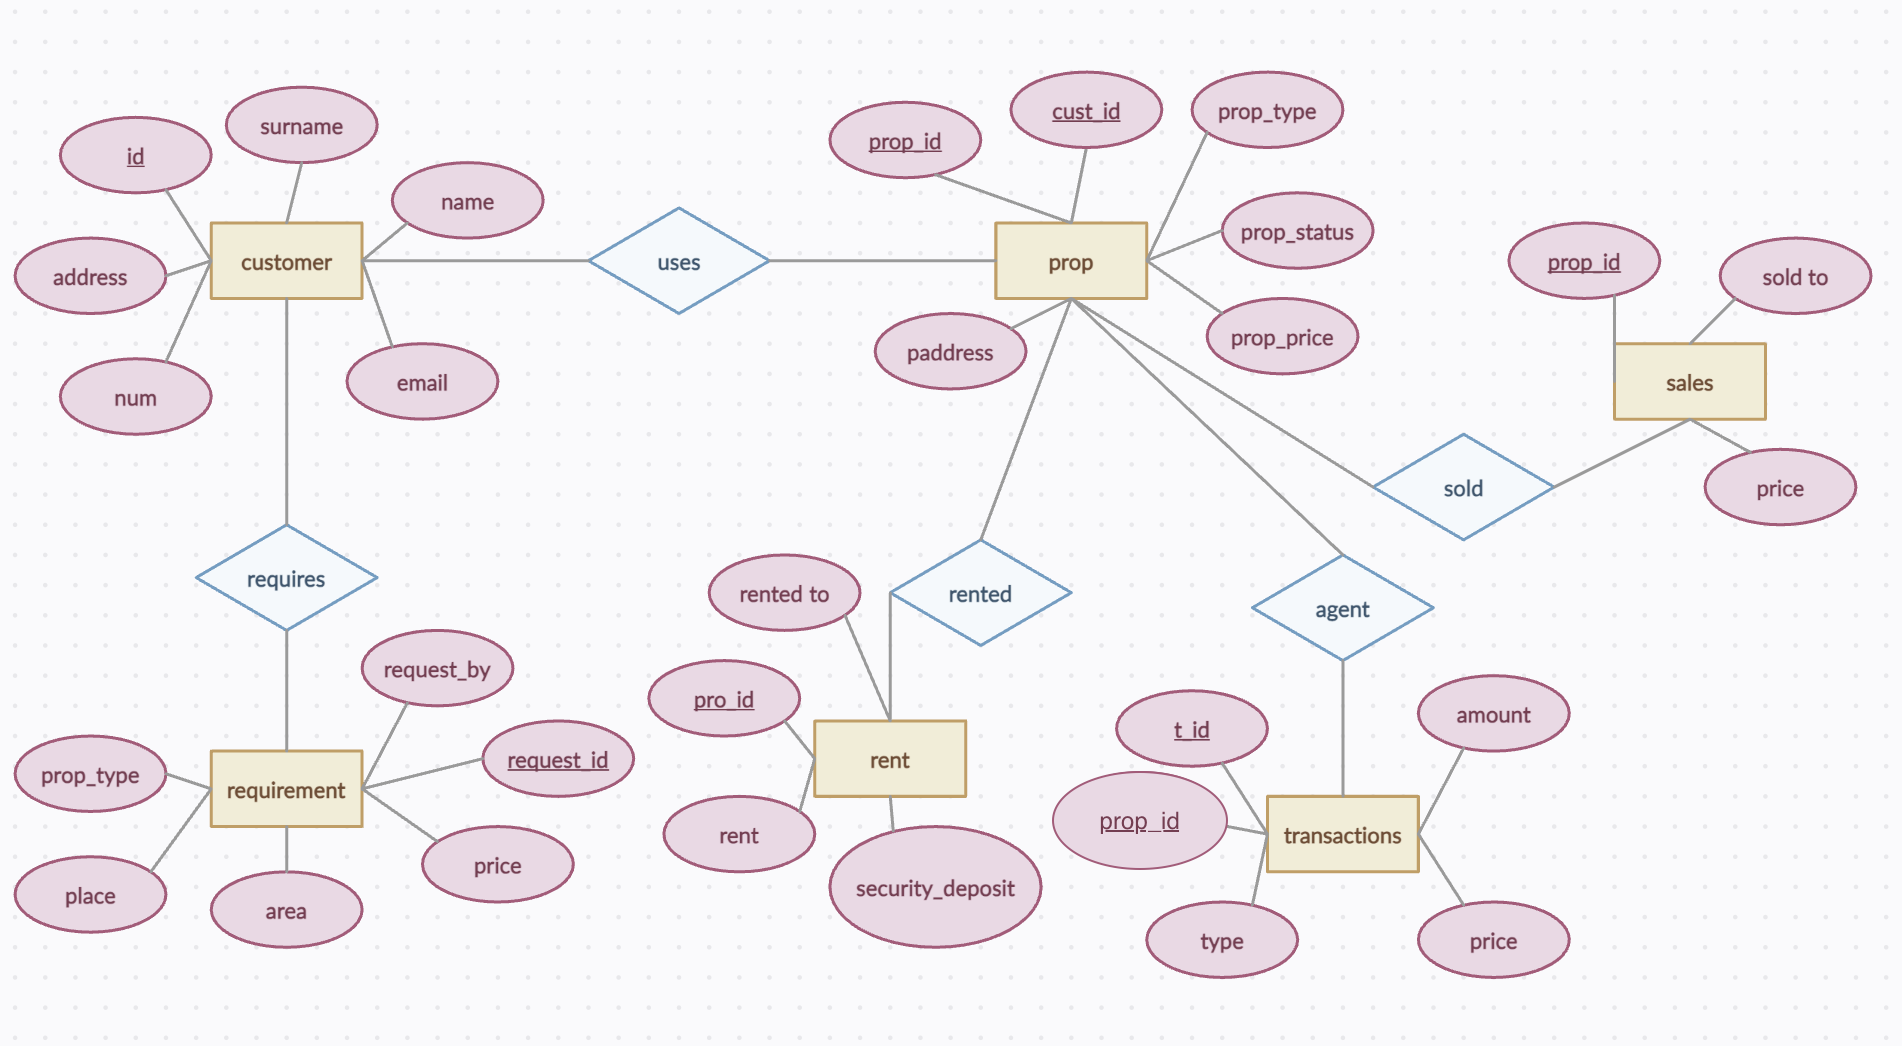 cust_id
prop_type
surname
prop_id
id
name
prop_status
customer
uses
prop
prop_id
sold to
address
prop_price
paddress
email
sales
num
sold
price
requires
rented to
rented
agent
request_by
pro_id
t_id
amount
request_id
rent
prop_type
requirement
prop_id
transactions
rent
price
security_deposit
place
area
type
price